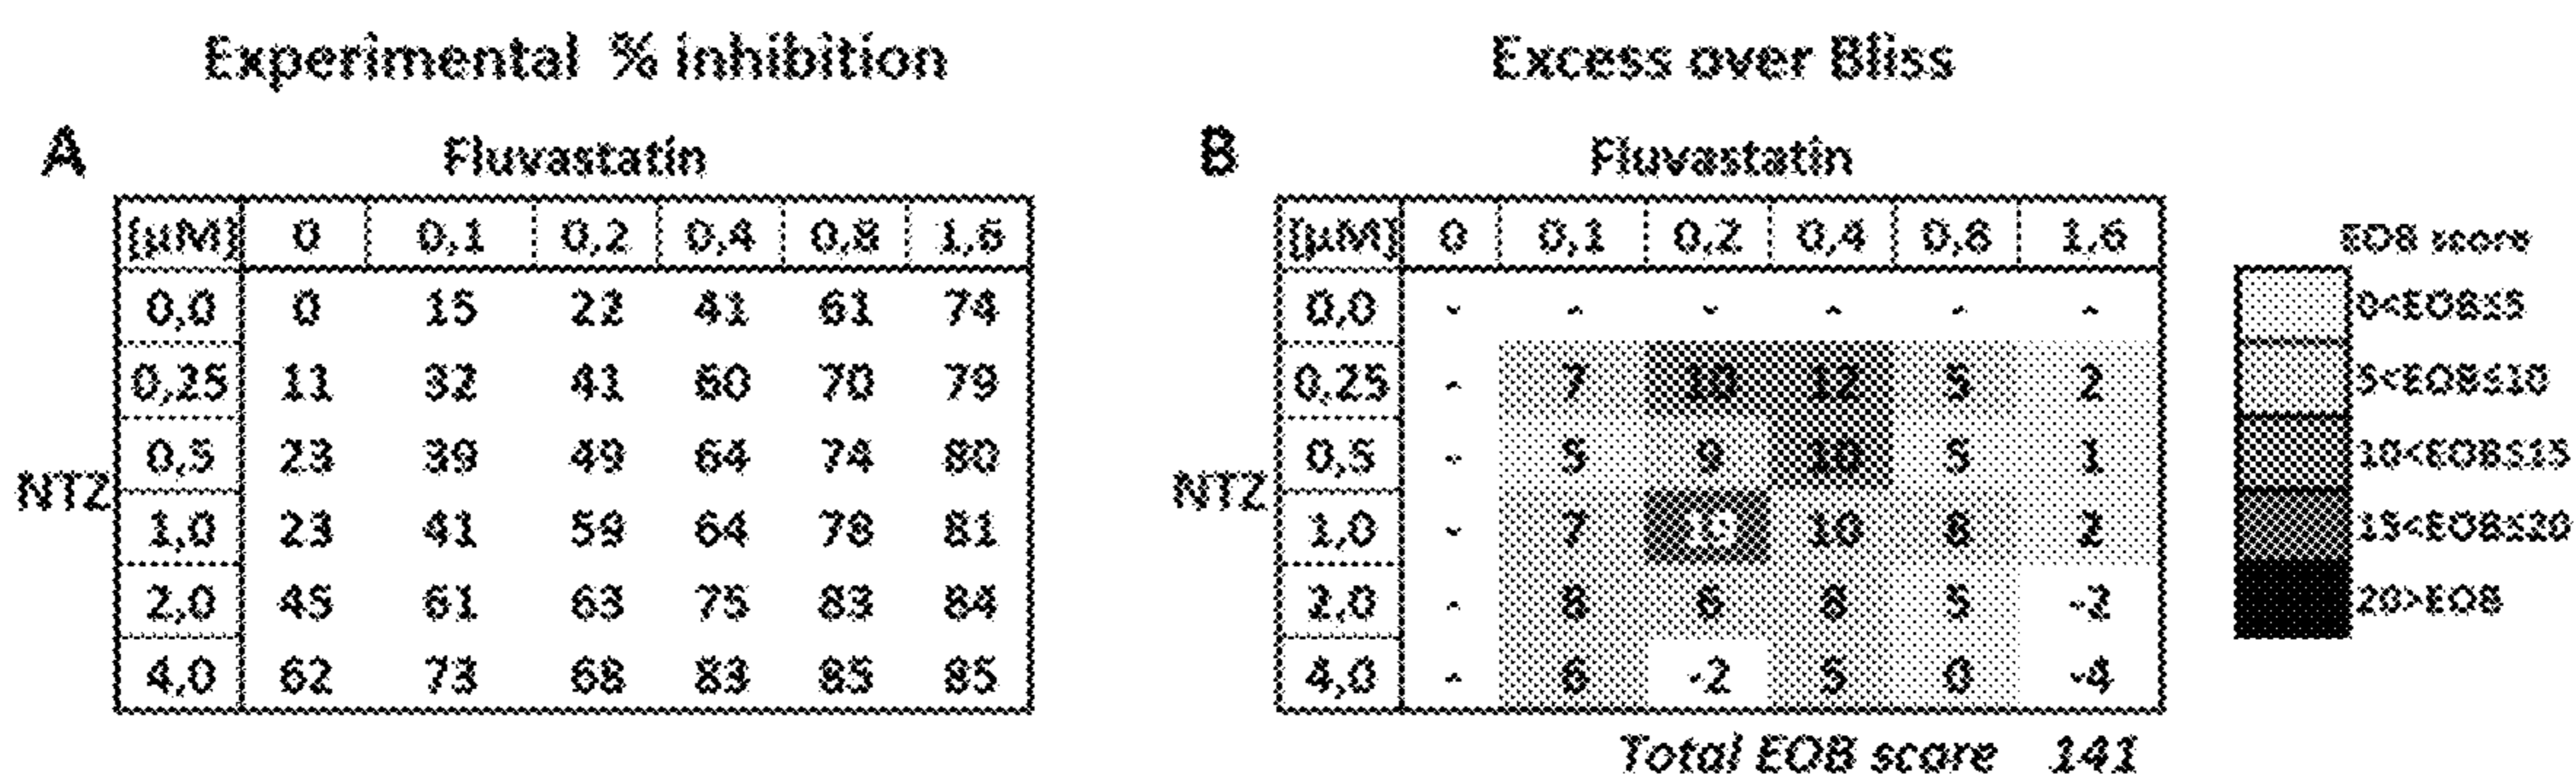 Experimental % inhibition
Excess over Bliss
A
Fluvastatin
[µM] 0 0,1 0,2 0,4 0,8 1,6
0,0 0 15 22 41 61 74
0,25 11 32 41 60 70 79
0,5 23 39 49 64 74 80
NTZ
1,0 23 41 59 64 78 81
2,0 45 61 63 75 83 84
4,0 62 73 68 83 85 85
B
Fluvastatin
[µM] 0 0,1 0,2 0,4 0,8 1,6
0,0 - - - - - -
0,25 - 7 10 12 5 2
0,5 - 5 9 10 5 1
NTZ
1,0 - 7 19 10 8 2
2,0 - 8 6 8 5 -2
4,0 - 6 -2 5 0 -4
Total EOB score 141
EOB score
0<EOB≤5
5<EOB≤10
10<EOB≤15
15<EOB≤20
20>EOB